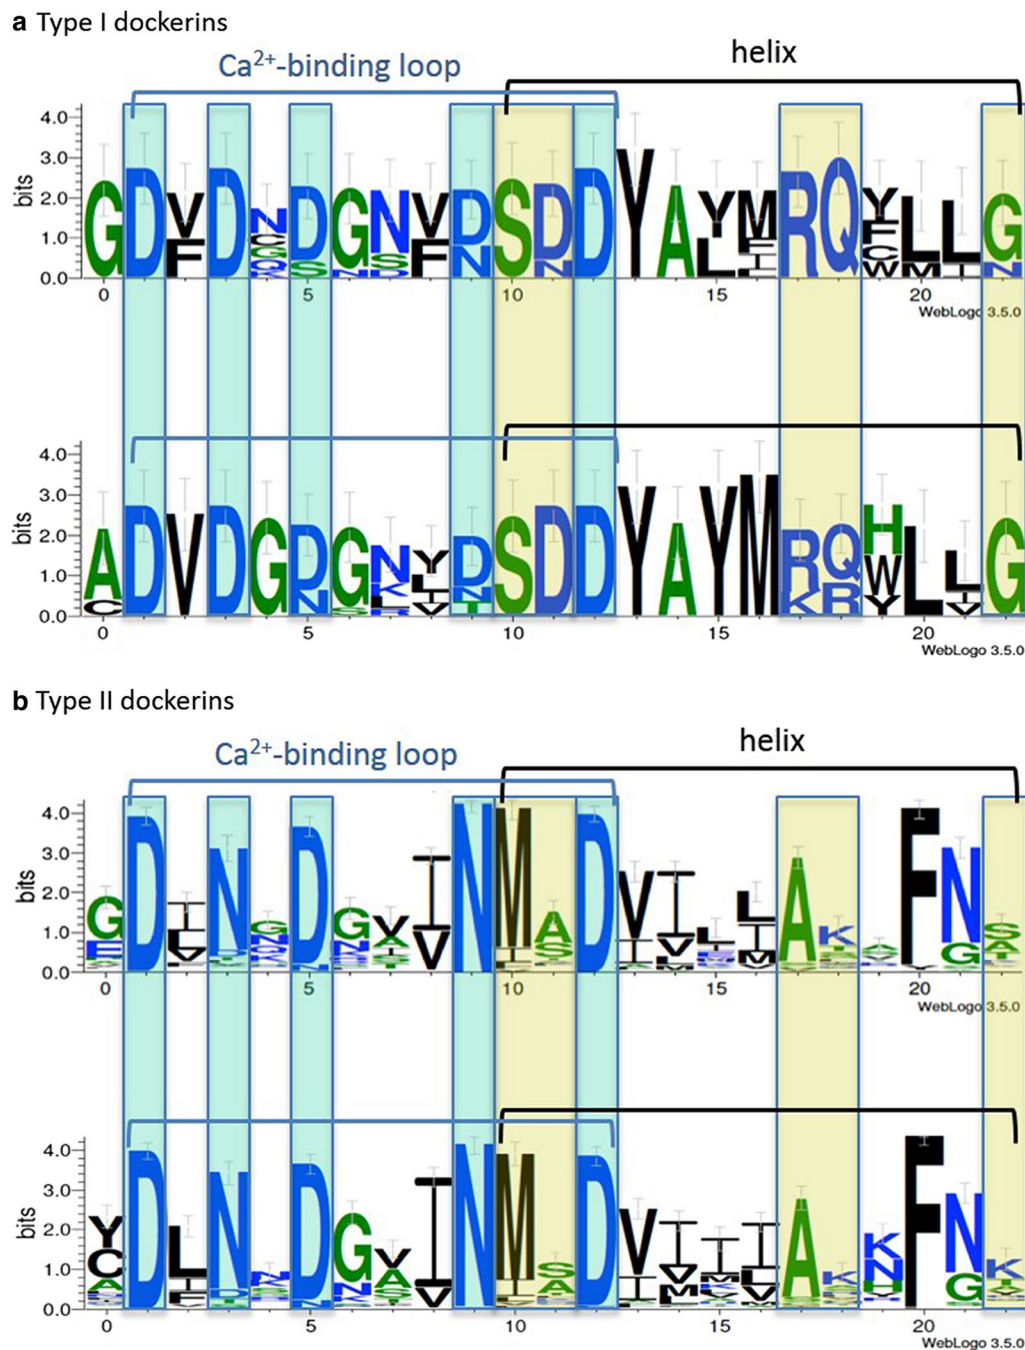 a Type I dockerins
Ca2+-binding loop
helix
4.0
3.0
2.0
1.0
0.0
bits
G D V F D N C G Q D S G N N S D V F D N S D N D Y A Y L M F I R Q Y F C W L M L I G N
0 5 10 15 20
WebLogo 3.5.0
4.0
3.0
2.0
1.0
0.0
bits
A C D V D G D N G S N K Y L V D N T S D D Y A Y M R K Q R H W Y L L I V G
0 5 10 15 20
WebLogo 3.5.0
b Type II dockerins
Ca2+-binding loop
helix
4.0
3.0
2.0
1.0
0.0
bits
G E D I L V N G N D G N V A I V N M A S D V I I V L L I M A K F N G S A
0 5 10 15 20
WebLogo 3.5.0
4.0
3.0
2.0
1.0
0.0
bits
Y C A D L I F N D N D N G N V A S I V N M I S A D V I I V M I I L A K K N H F N G K
0 5 10 15 20
WebLogo 3.5.0